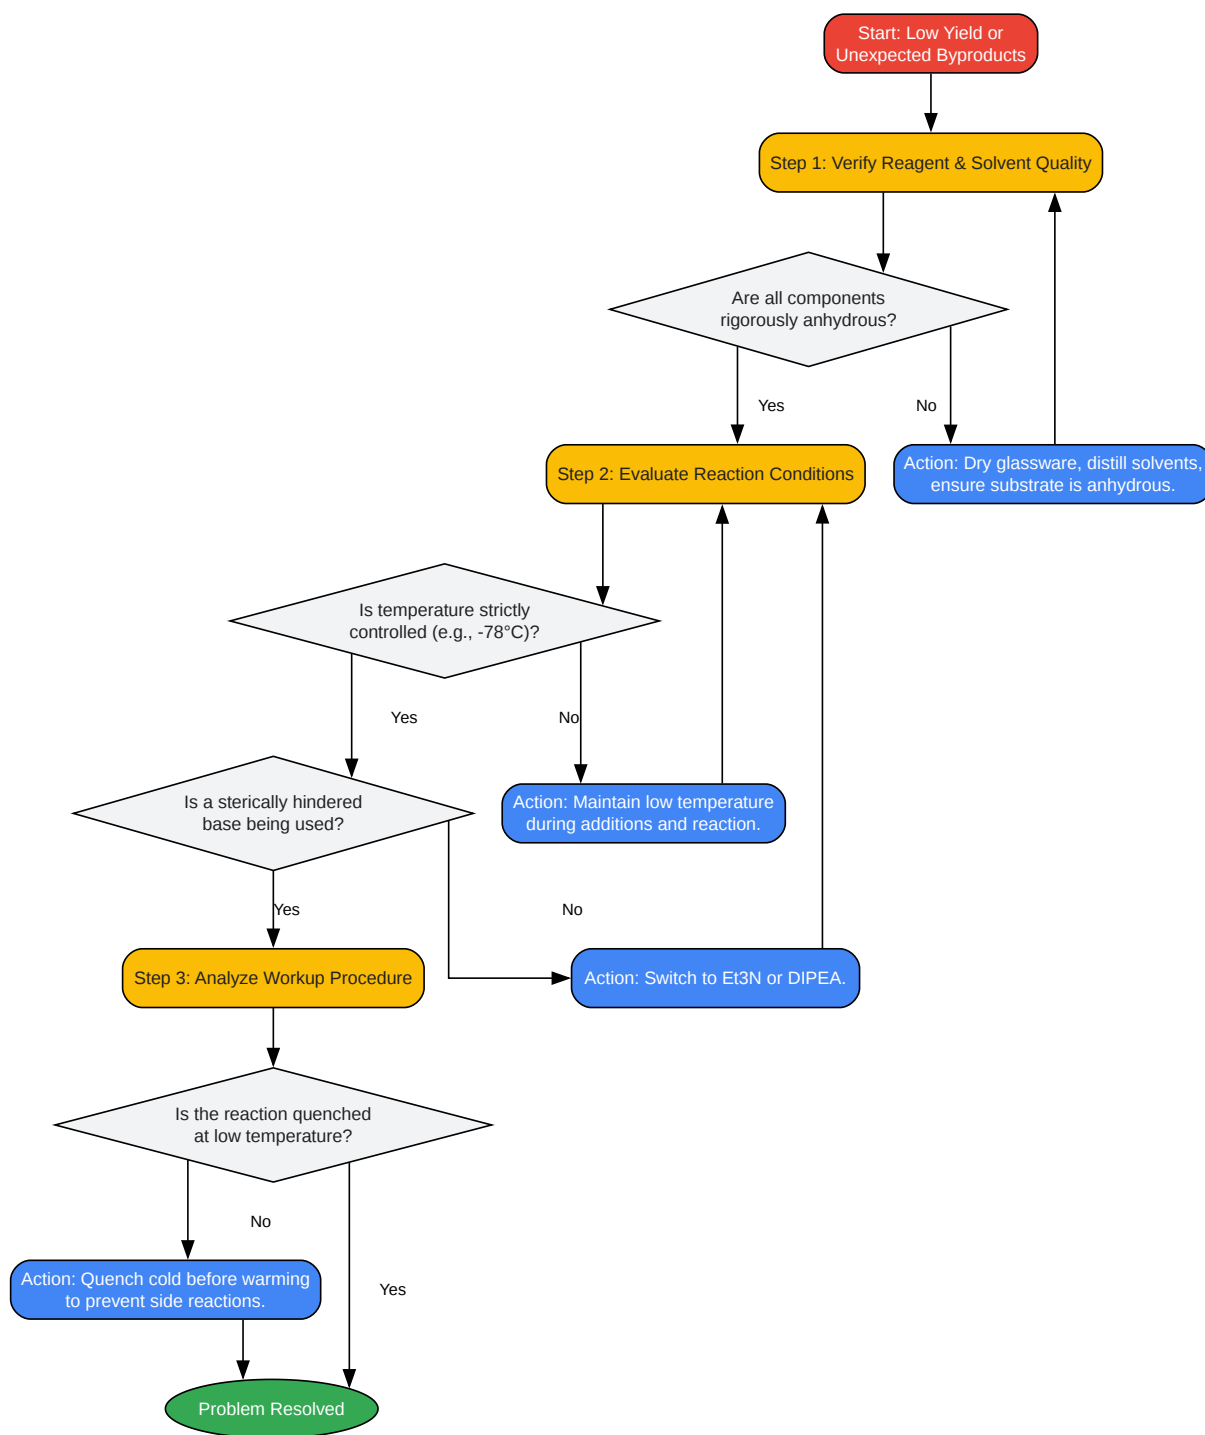 Start: Low Yield or
Unexpected Byproducts
Step 1: Verify Reagent & Solvent Quality
Are all components
rigorously anhydrous?
Yes
No
Step 2: Evaluate Reaction Conditions
Action: Dry glassware, distill solvents,
ensure substrate is anhydrous.
Is temperature strictly
controlled (e.g., -78°C)?
Yes
No
Is a sterically hindered
base being used?
Action: Maintain low temperature
during additions and reaction.
Yes
No
Step 3: Analyze Workup Procedure
Action: Switch to Et3N or DIPEA.
Is the reaction quenched
at low temperature?
No
Action: Quench cold before warming
to prevent side reactions.
Yes
Problem Resolved